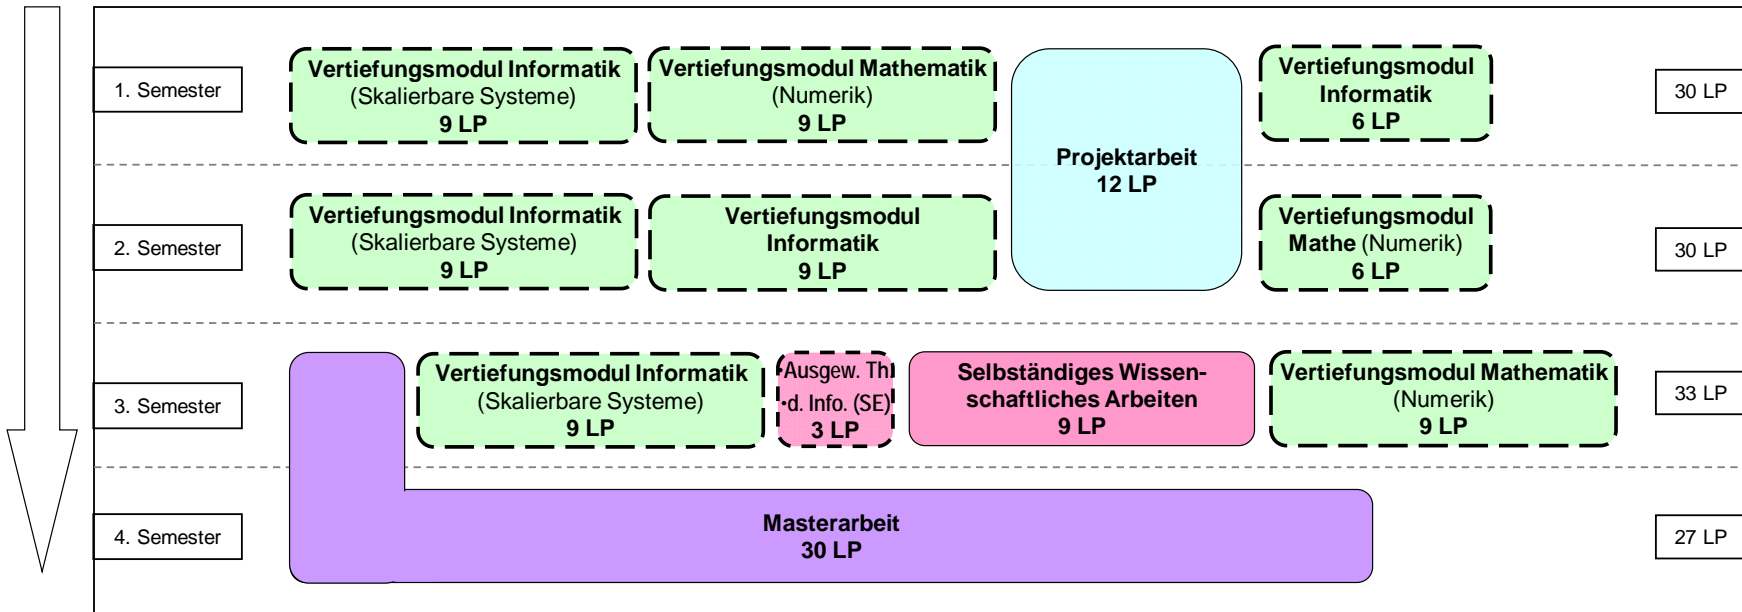 1. Semester
Vertiefungsmodul Informatik
(Skalierbare Systeme)
9 LP
Vertiefungsmodul Mathematik
(Numerik)
9 LP
Projektarbeit
12 LP
Vertiefungsmodul
Informatik
6 LP
30 LP
2. Semester
Vertiefungsmodul Informatik
(Skalierbare Systeme)
9 LP
Vertiefungsmodul
Informatik
9 LP
Vertiefungsmodul
Mathe (Numerik)
6 LP
30 LP
3. Semester
Vertiefungsmodul Informatik
(Skalierbare Systeme)
9 LP
•Ausgew. Th
•d. Info. (SE)
3 LP
Selbständiges Wissen-
schaftliches Arbeiten
9 LP
Vertiefungsmodul Mathematik
(Numerik)
9 LP
33 LP
4. Semester
Masterarbeit
30 LP
27 LP